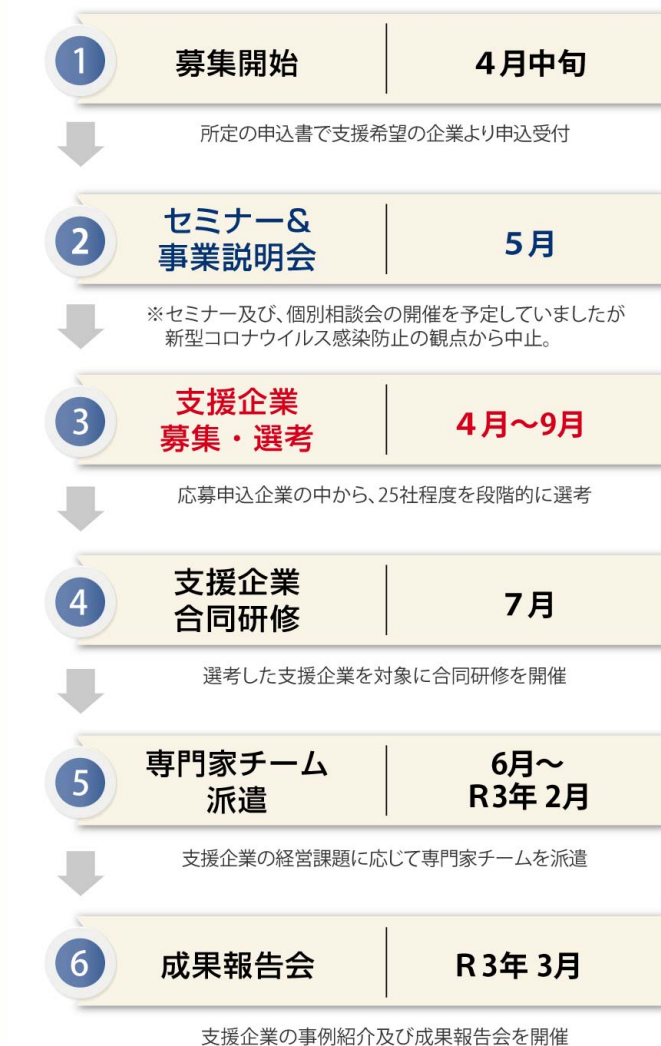 1 募集開始 4月中旬
所定の申込書で支援希望の企業より申込受付
2 セミナー&
事業説明会 5月
※セミナー及び、個別相談会の開催を予定していましたが
新型コロナウイルス感染防止の観点から中止。
3 支援企業
募集・選考 4月〜9月
応募申込企業の中から、25社程度を段階的に選考
4 支援企業
合同研修 7月
選考した支援企業を対象に合同研修を開催
5 専門家チーム
派遣
6月〜
R3年 2月
支援企業の経営課題に応じて専門家チームを派遣
6 成果報告会 R3年 3月
支援企業の事例紹介及び成果報告会を開催